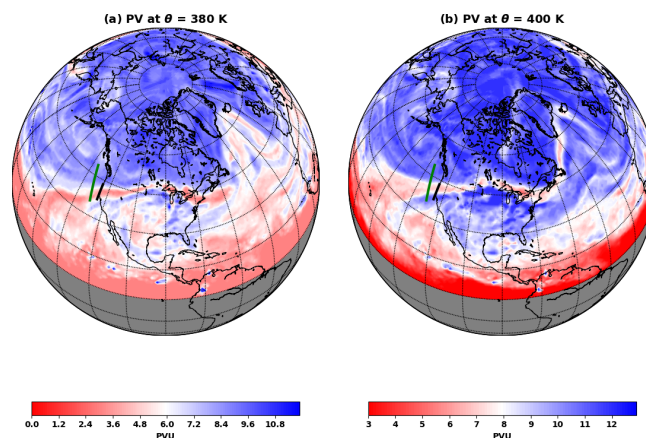 (a) PV at θ = 380 K
(b) PV at θ = 400 K
0.0 1.2 2.4 3.6 4.8 6.0 7.2 8.4 9.6 10.8
PVU
3 4 5 6 7 8 9 10 11 12
PVU